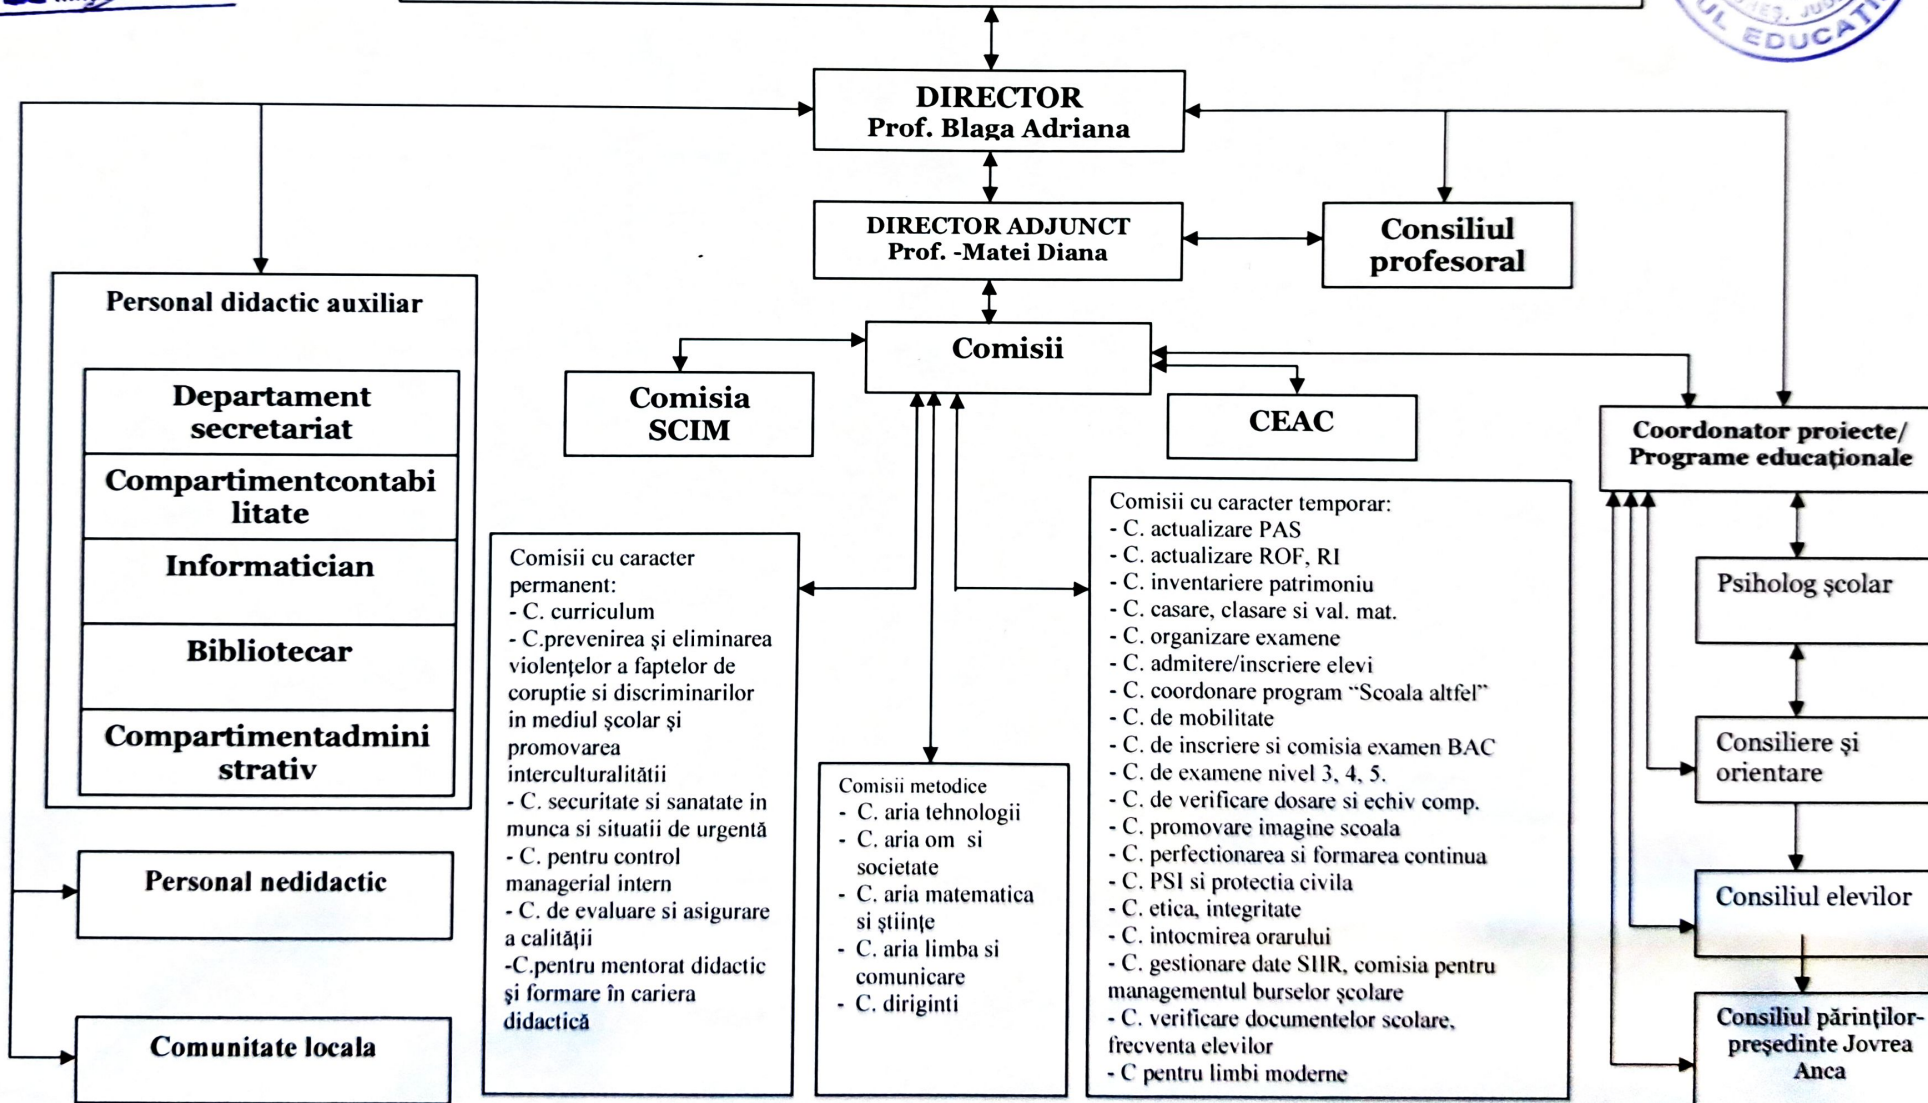 EDUCAȚI
DIRECTOR
Prof. Blaga Adriana
DIRECTOR ADJUNCT
Prof. -Matei Diana
Consiliul
profesoral
Personal didactic auxiliar
Departament
secretariat
Compartimentcontabi
litate
Informatician
Bibliotecar
Compartimentadmini
strativ
Personal nedidactic
Comunitate locala
Comisii
Comisia
SCIM
CEAC
Comisii cu caracter
permanent:
- C. curriculum
- C.prevenirea și eliminarea
violențelor a faptelor de
coruptie si discriminarilor
in mediul școlar și
promovarea
interculturalitătii
- C. securitate si sanatate in
munca si situatii de urgentă
- C. pentru control
managerial intern
- C. de evaluare si asigurare
a calității
-C.pentru mentorat didactic
și formare în cariera
didactică
Comisii metodice
- C. aria tehnologii
- C. aria om si
societate
- C. aria matematica
si științe
- C. aria limba si
comunicare
- C. diriginti
Comisii cu caracter temporar:
- C. actualizare PAS
- C. actualizare ROF, RI
- C. inventariere patrimoniu
- C. casare, clasare si val. mat.
- C. organizare examene
- C. admitere/inscriere elevi
- C. coordonare program “Scoala altfel”
- C. de mobilitate
- C. de inscriere si comisia examen BAC
- C. de examene nivel 3, 4, 5.
- C. de verificare dosare si echiv comp.
- C. promovare imagine scoala
- C. perfectionarea si formarea continua
- C. PSI si protectia civila
- C. etica, integritate
- C. intocmirea orarului
- C. gestionare date SIIR, comisia pentru
managementul burselor școlare
- C. verificare documentelor scolare,
frecventa elevilor
- C pentru limbi moderne
Coordonator proiecte/
Programe educaționale
Psiholog școlar
Consiliere și
orientare
Consiliul elevilor
Consiliul părinților-
președinte Jovrea
Anca